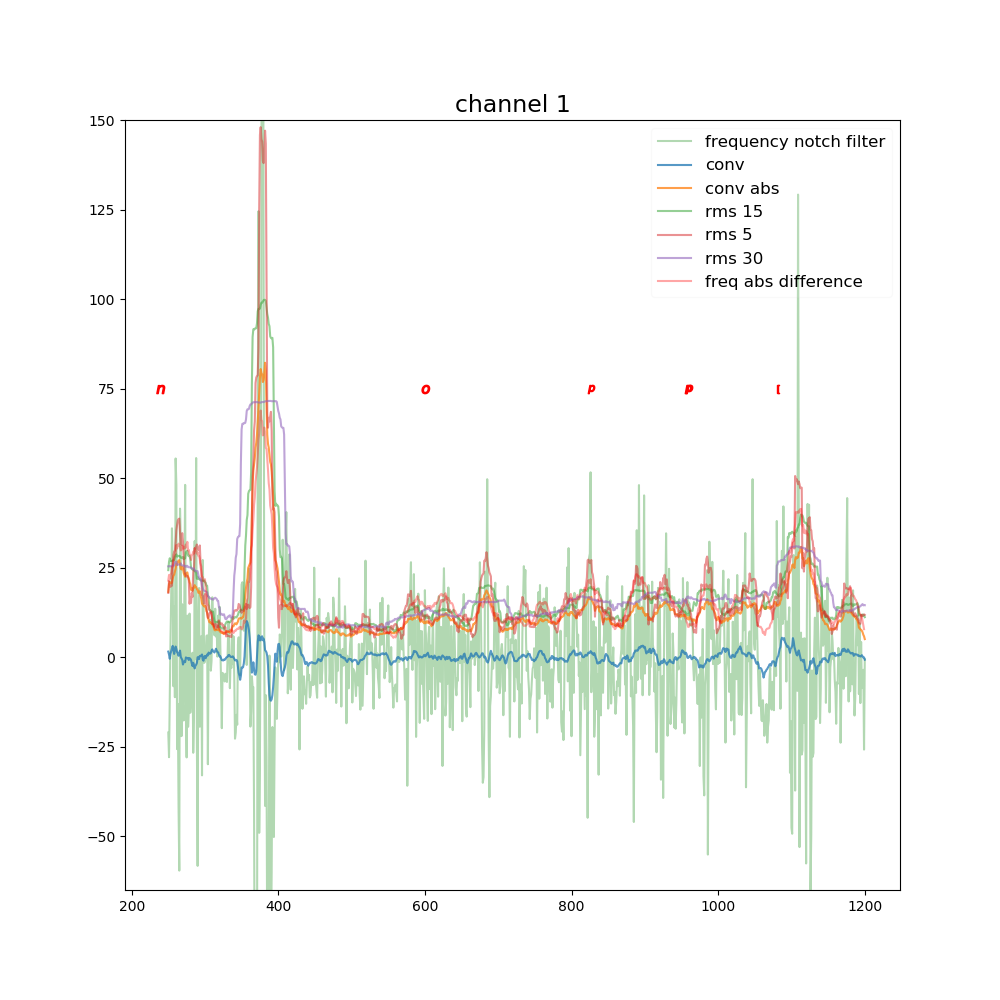 channel 1
150
125
100
75
50
25
0
−25
−50
frequency notch filter
conv
conv abs
rms 15
rms 5
rms 30
freq abs difference
n o P P
200 400 600 800 1000 1200